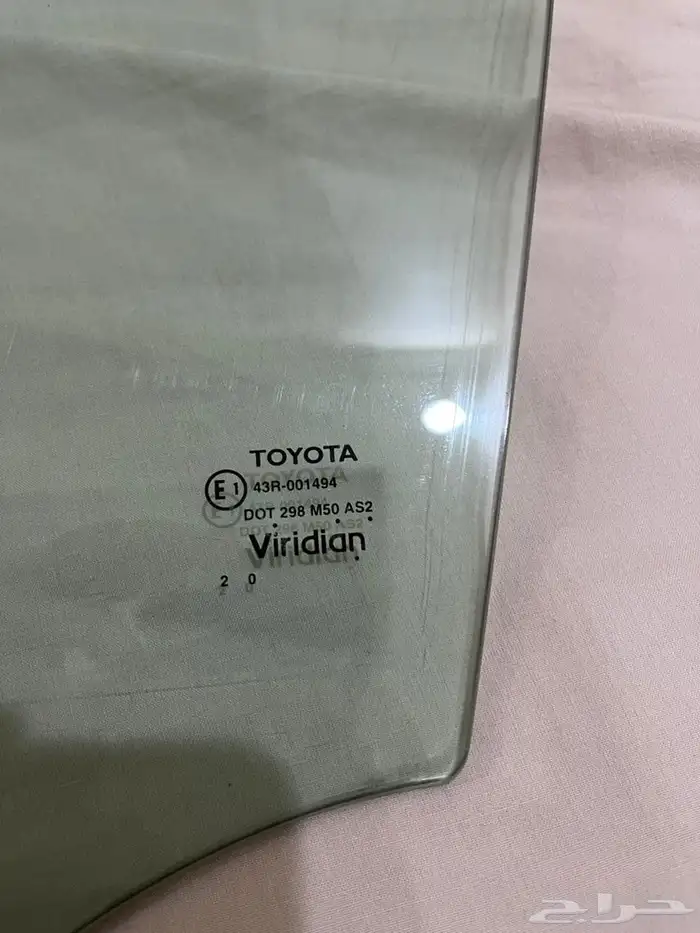 TOYOTA
E1 43R-001494
DOT 298 M50 AS2
Viridian
2 0
حراج